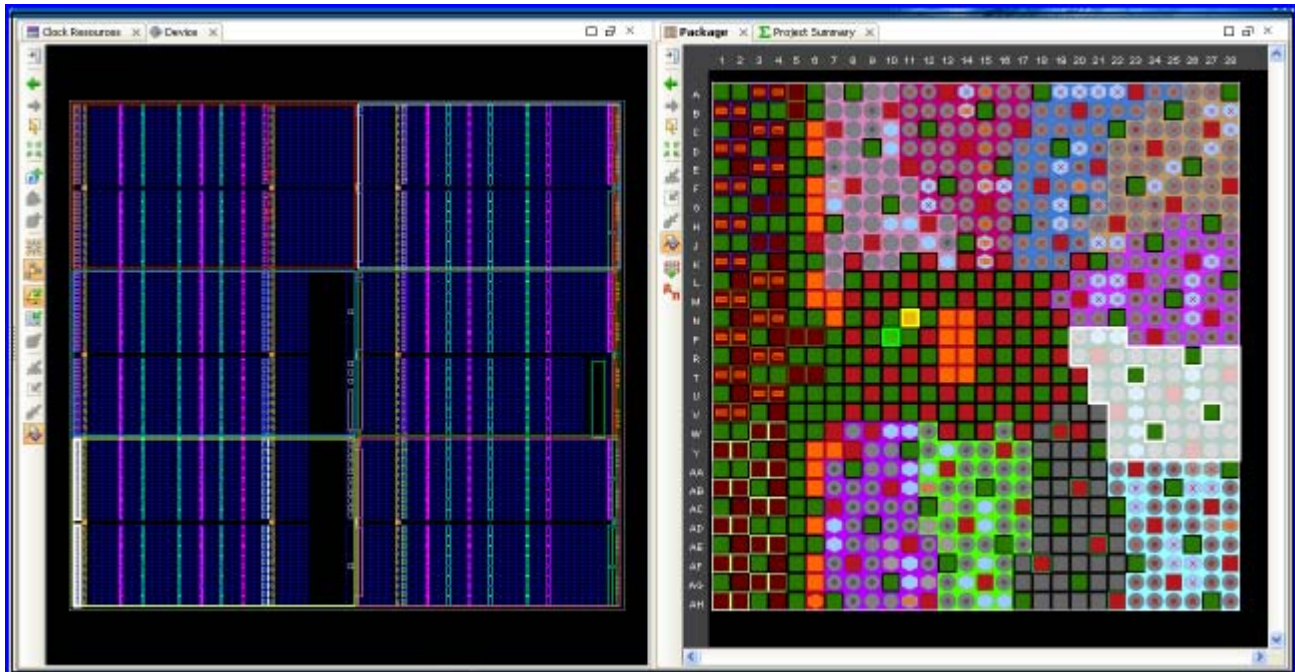 Clock Resources × Device ×
Package × Σ Project Summary ×
1 2 3 4 5 6 7 8 9 10 11 12 13 14 15 16 17 18 19 20 21 22 23 24 25 26 27 28
A
B
C
D
E
F
G
H
J
K
L
M
N
P
R
T
U
V
W
Y
AA
AB
AC
AD
AE
AF
AG
AH